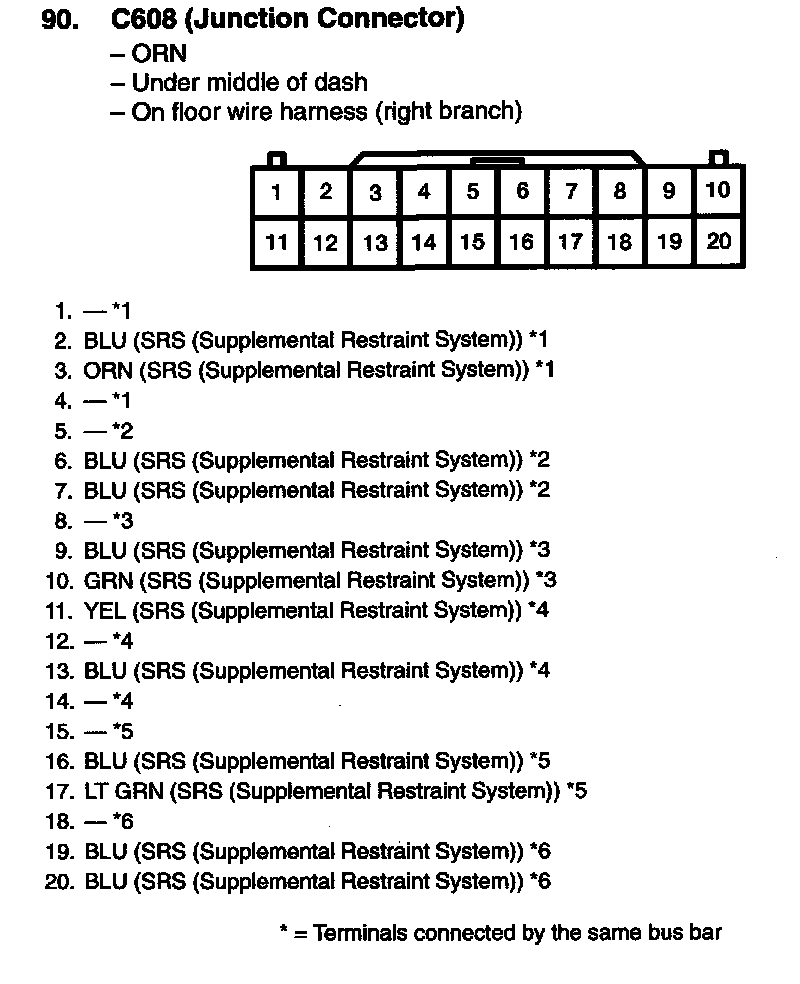 90. C608 (Junction Connector)
– ORN
– Under middle of dash
– On floor wire harness (right branch)
1 2 3 4 5 6 7 8 9 10
11 12 13 14 15 16 17 18 19 20
1. — *1
2. BLU (SRS (Supplemental Restraint System)) *1
3. ORN (SRS (Supplemental Restraint System)) *1
4. — *1
5. — *2
6. BLU (SRS (Supplemental Restraint System)) *2
7. BLU (SRS (Supplemental Restraint System)) *2
8. — *3
9. BLU (SRS (Supplemental Restraint System)) *3
10. GRN (SRS (Supplemental Restraint System)) *3
11. YEL (SRS (Supplemental Restraint System)) *4
12. — *4
13. BLU (SRS (Supplemental Restraint System)) *4
14. — *4
15. — *5
16. BLU (SRS (Supplemental Restraint System)) *5
17. LT GRN (SRS (Supplemental Restraint System)) *5
18. — *6
19. BLU (SRS (Supplemental Restraint System)) *6
20. BLU (SRS (Supplemental Restraint System)) *6
* = Terminals connected by the same bus bar